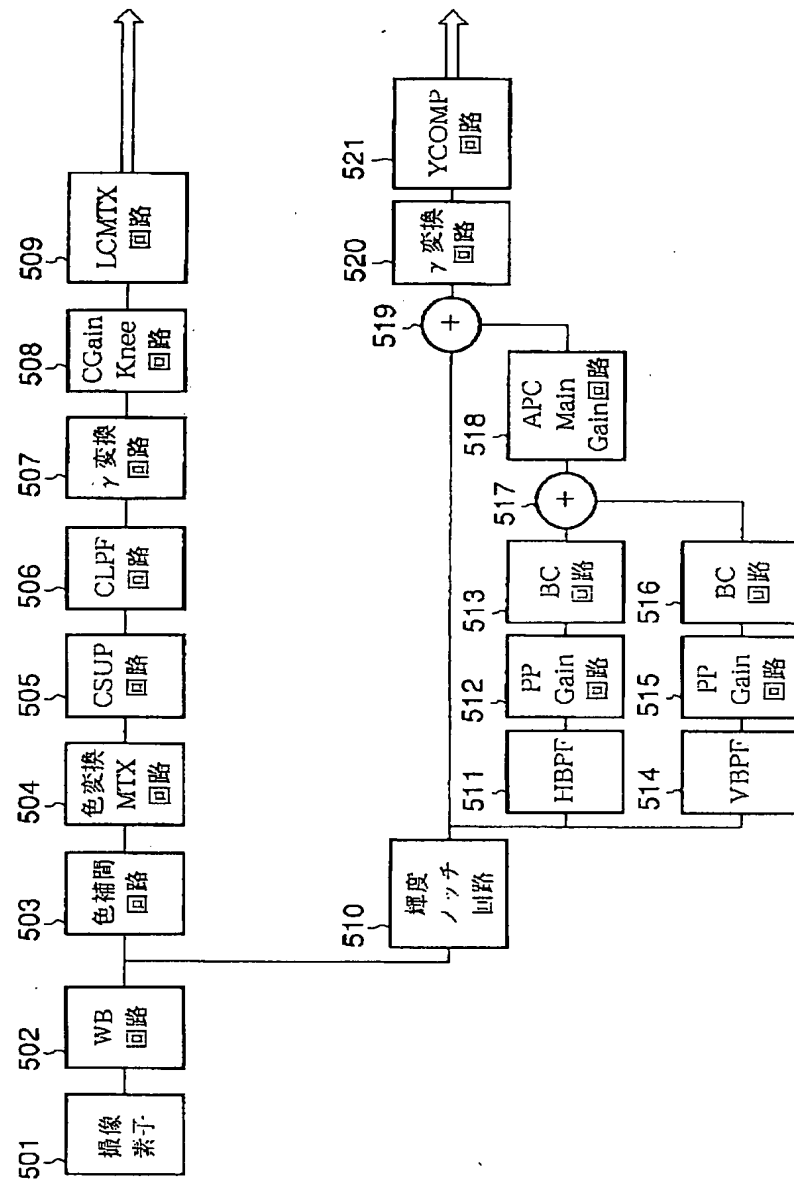 501
撮像
素子
502
WB
回路
503
色補間
回路
504
色変換
MTX
回路
505
CSUP
回路
506
CLPF
回路
507
γ変換
回路
508
CGain
Knee
回路
509
LCMTX
回路
510
輝度
ノッチ
回路
511
HBPF
512
PP
Gain
回路
513
BC
回路
514
VBPF
515
PP
Gain
回路
516
BC
回路
517
+
518
APC
Main
Gain回路
519
+
520
γ変換
回路
521
YCOMP
回路